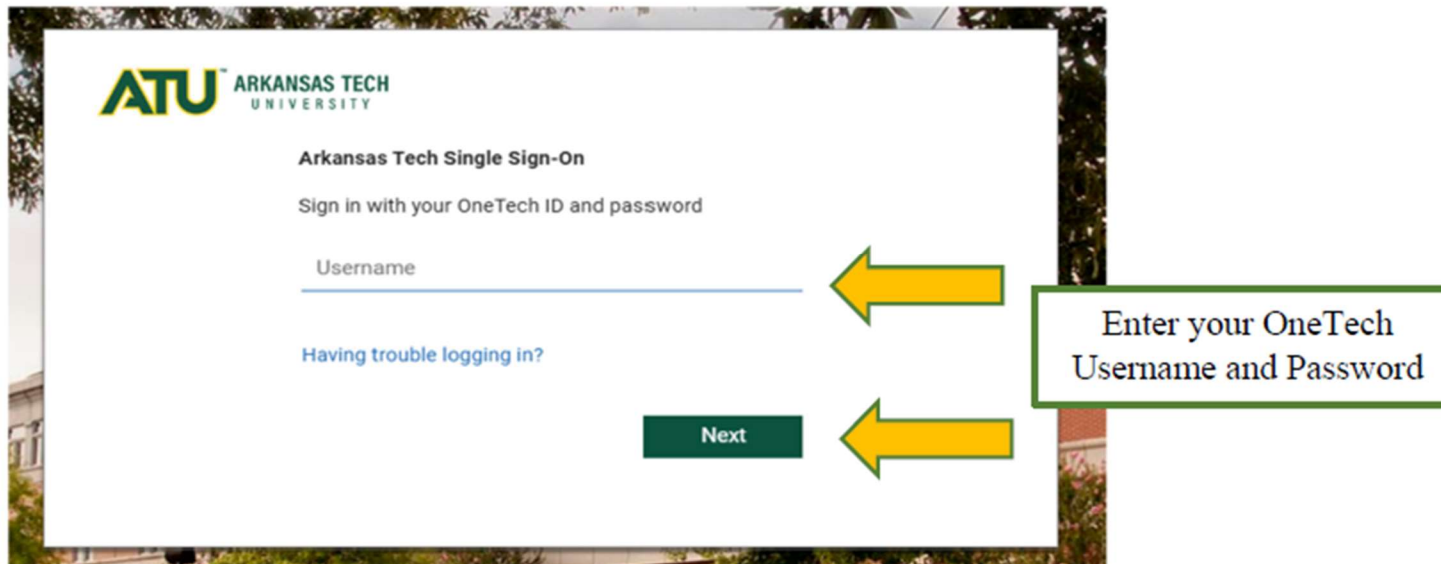 ATU™ ARKANSAS TECH
UNIVERSITY
Arkansas Tech Single Sign-On
Sign in with your OneTech ID and password
Username
Enter your OneTech
Username and Password
Having trouble logging in?
Next